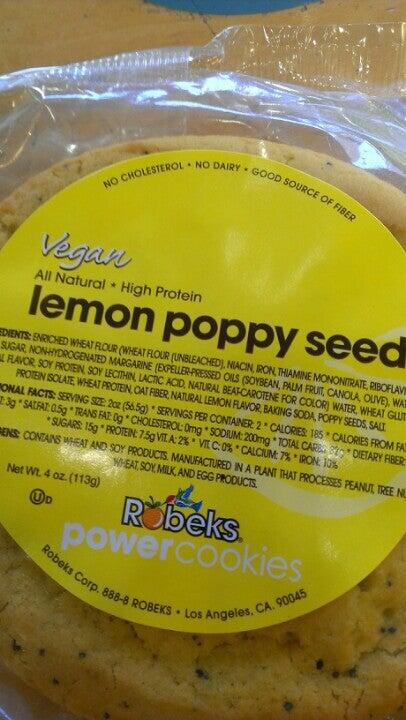 NO CHOLESTEROL • NO DAIRY • GOOD SOURCE OF FIBER
Vegan
All Natural * High Protein
lemon poppy seed
EDIENTS: ENRICHED WHEAT FLOUR (WHEAT FLOUR (UNBLEACHED), NIACIN, IRON, THIAMINE MONONITRATE, RIBOFLAVI
SUGAR, NON-HYDROGENATED MARGARINE (EXPELLER-PRESSED OILS (SOYBEAN, PALM FRUIT, CANOLA, OLIVE), WAT
AL FLAVOR, SOY PROTEIN, SOY LECITHIN, LACTIC ACID, NATURAL BEAT-CAROTENE FOR COLOR) WATER, WHEAT GLUT
PROTEIN ISOLATE, WHEAT PROTEIN, OAT FIBER, NATURAL LEMON FLAVOR, BAKING SODA, POPPY SEEDS, SALT.
IONAL FACTS: SERVING SIZE: 2oz (56.5g) * SERVINGS PER CONTAINER: 2 * CALORIES: 185 * CALORIES FROM FA
T: 3g * SAT.FAT: 0.5g * TRANS FAT: 0g * CHOLESTEROL: 0mg * SODIUM: 200mg * TOTAL CARBS: * DIETARY FIBER:
* SUGARS: 15g * PROTEIN: 7.5g VIT. A: 2% * VIT. C: 0% * CALCIUM: 7% * IRON: 10%
ENS: CONTAINS WHEAT AND SOY PRODUCTS. MANUFACTURED IN A PLANT THAT PROCESSES PEANUT, TREE NU
WHEAT, SOY, MILK, AND EGG PRODUCTS.
Net Wt. 4 oz. (113g)
U D
Robeks
powercookies
Robeks Corp. 888-8 ROBEKS • Los Angeles, CA. 90045